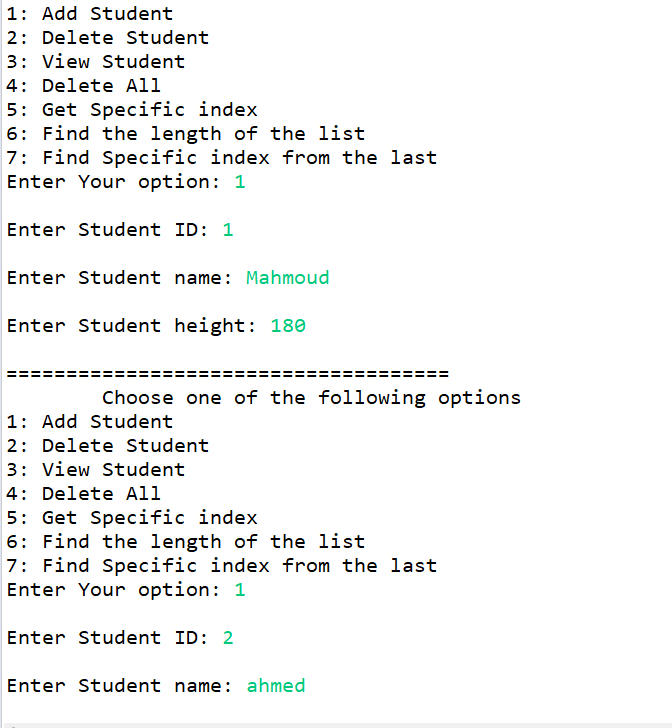 1: Add Student
2: Delete Student
3: View Student
4: Delete All
5: Get Specific index
6: Find the length of the list
7: Find Specific index from the last
Enter Your option: 1
Enter Student ID: 1
Enter Student name: Mahmoud
Enter Student height: 180
=====================================
Choose one of the following options
1: Add Student
2: Delete Student
3: View Student
4: Delete All
5: Get Specific index
6: Find the length of the list
7: Find Specific index from the last
Enter Your option: 1
Enter Student ID: 2
Enter Student name: ahmed